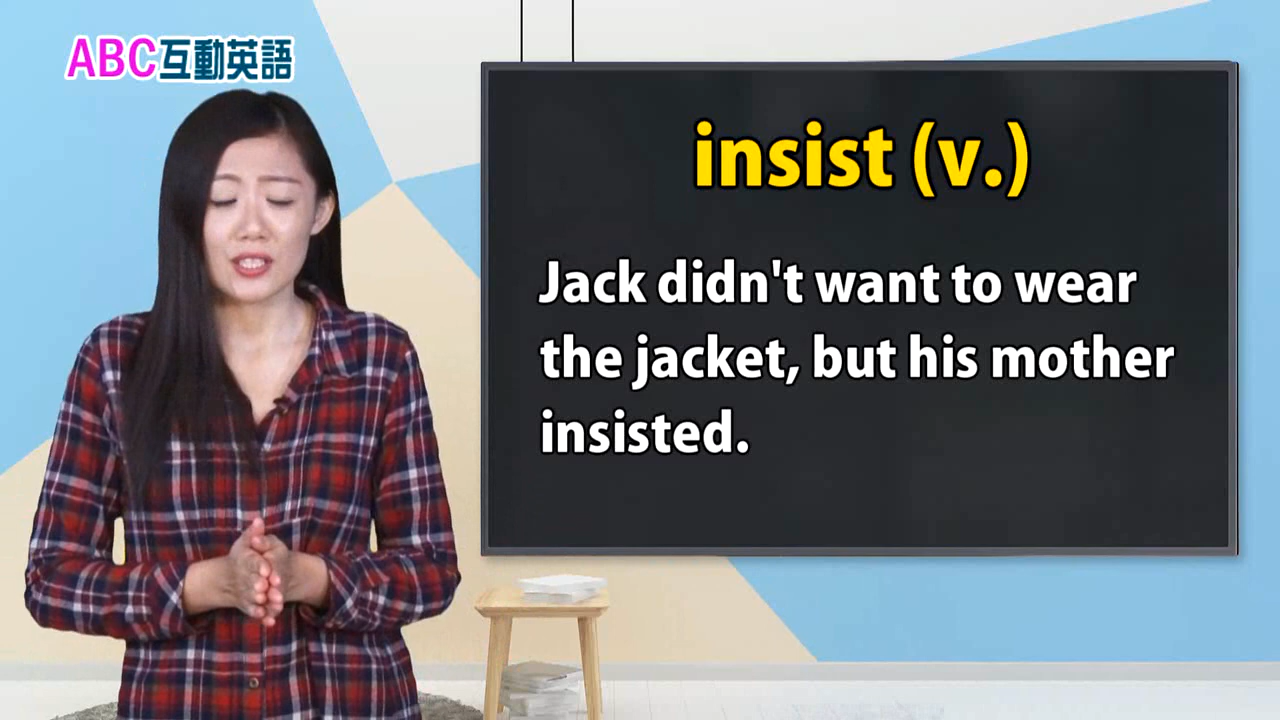 ABC互動英語
insist (v.)
Jack didn't want to wear
the jacket, but his mother
insisted.